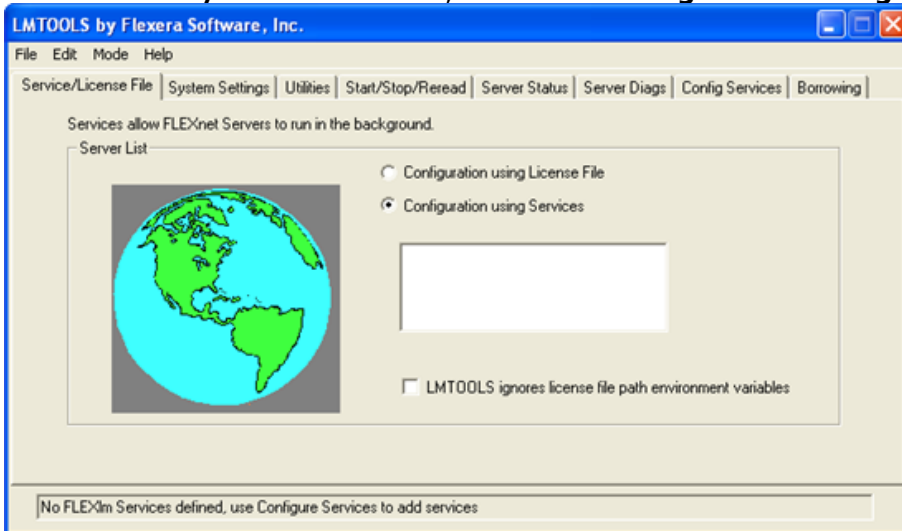 LMTOOLS by Flexera Software, Inc.
File Edit Mode Help
Service/License File System Settings Utilities Start/Stop/Reread Server Status Server Diags Config Services Borrowing
Services allow FLEXnet Servers to run in the background.
Server List
Configuration using License File
Configuration using Services
LMTOOLS ignores license file path environment variables
No FLEXlm Services defined, use Configure Services to add services